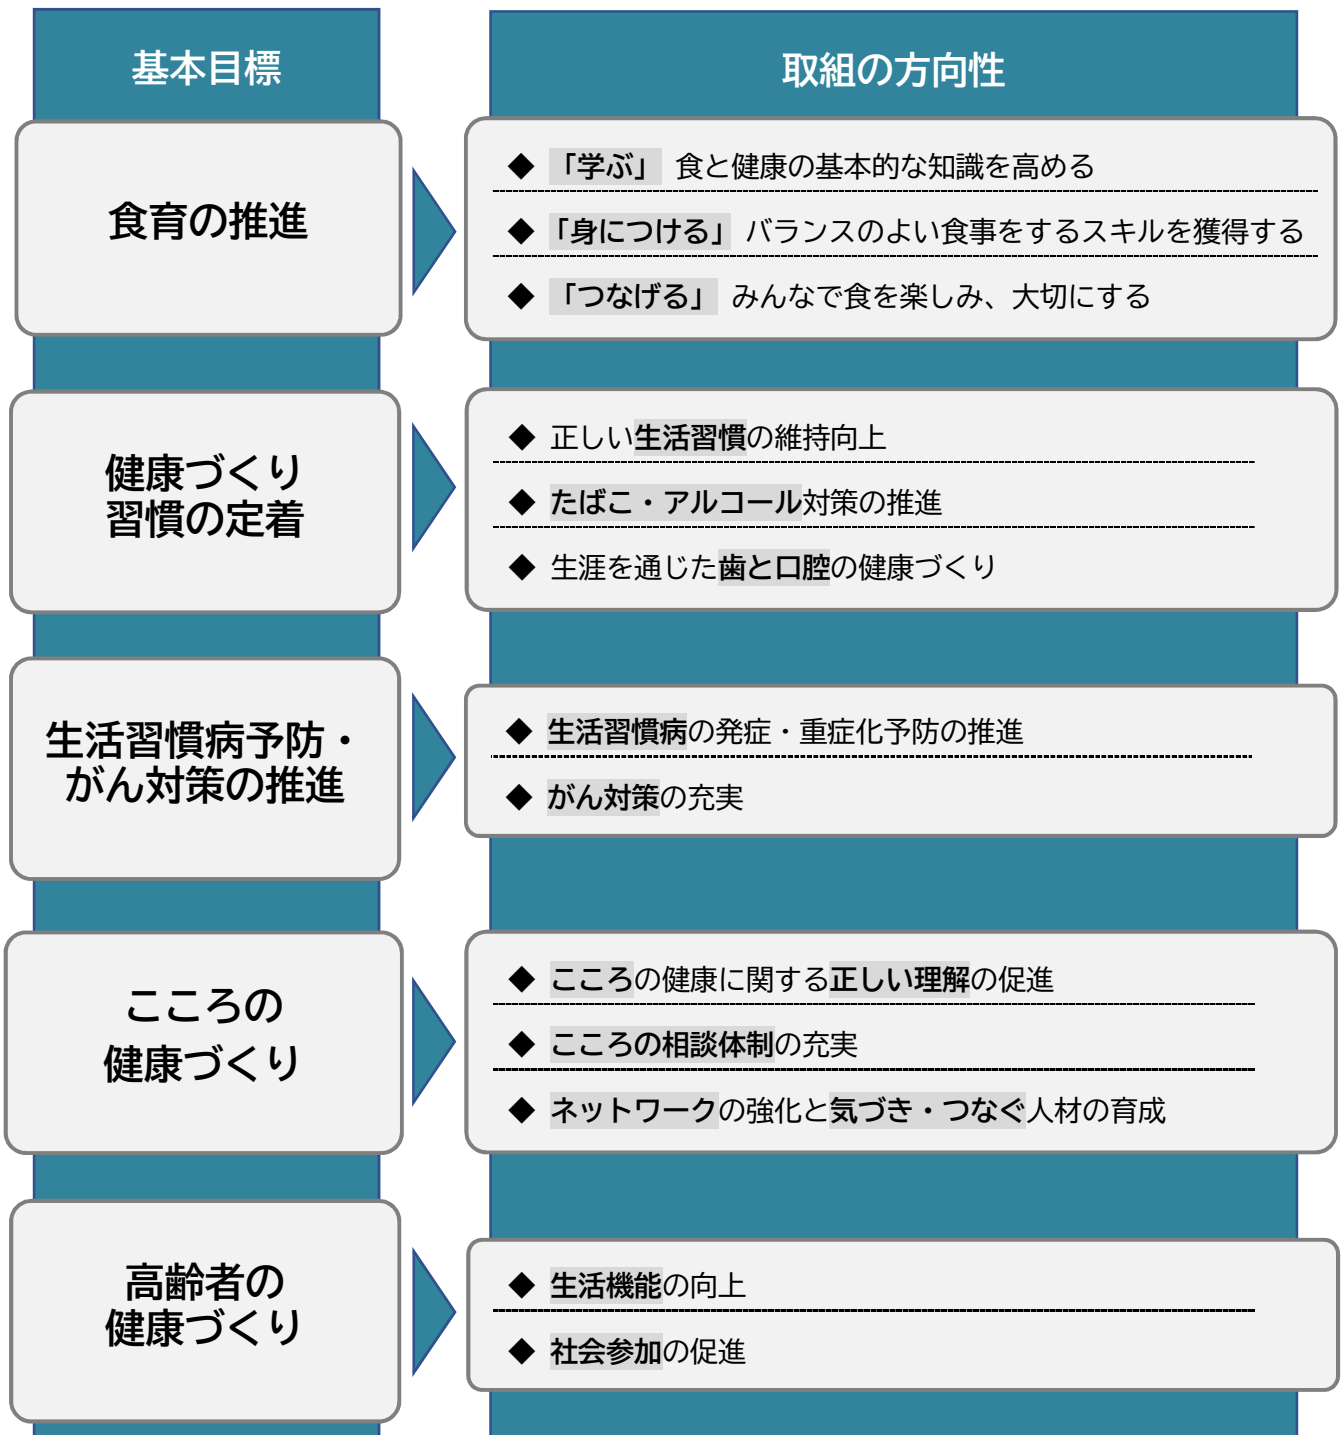 基本目標
取組の方向性
食育の推進
◆ 「学ぶ」 食と健康の基本的な知識を高める
◆ 「身につける」 バランスのよい食事をするスキルを獲得する
◆ 「つなげる」 みんなで食を楽しみ、大切にする
健康づくり
習慣の定着
◆ 正しい生活習慣の維持向上
◆ たばこ・アルコール対策の推進
◆ 生涯を通じた歯と口腔の健康づくり
生活習慣病予防・
がん対策の推進
◆ 生活習慣病の発症・重症化予防の推進
◆ がん対策の充実
こころの
健康づくり
◆ こころの健康に関する正しい理解の促進
◆ こころの相談体制の充実
◆ ネットワークの強化と気づき・つなぐ人材の育成
高齢者の
健康づくり
◆ 生活機能の向上
◆ 社会参加の促進